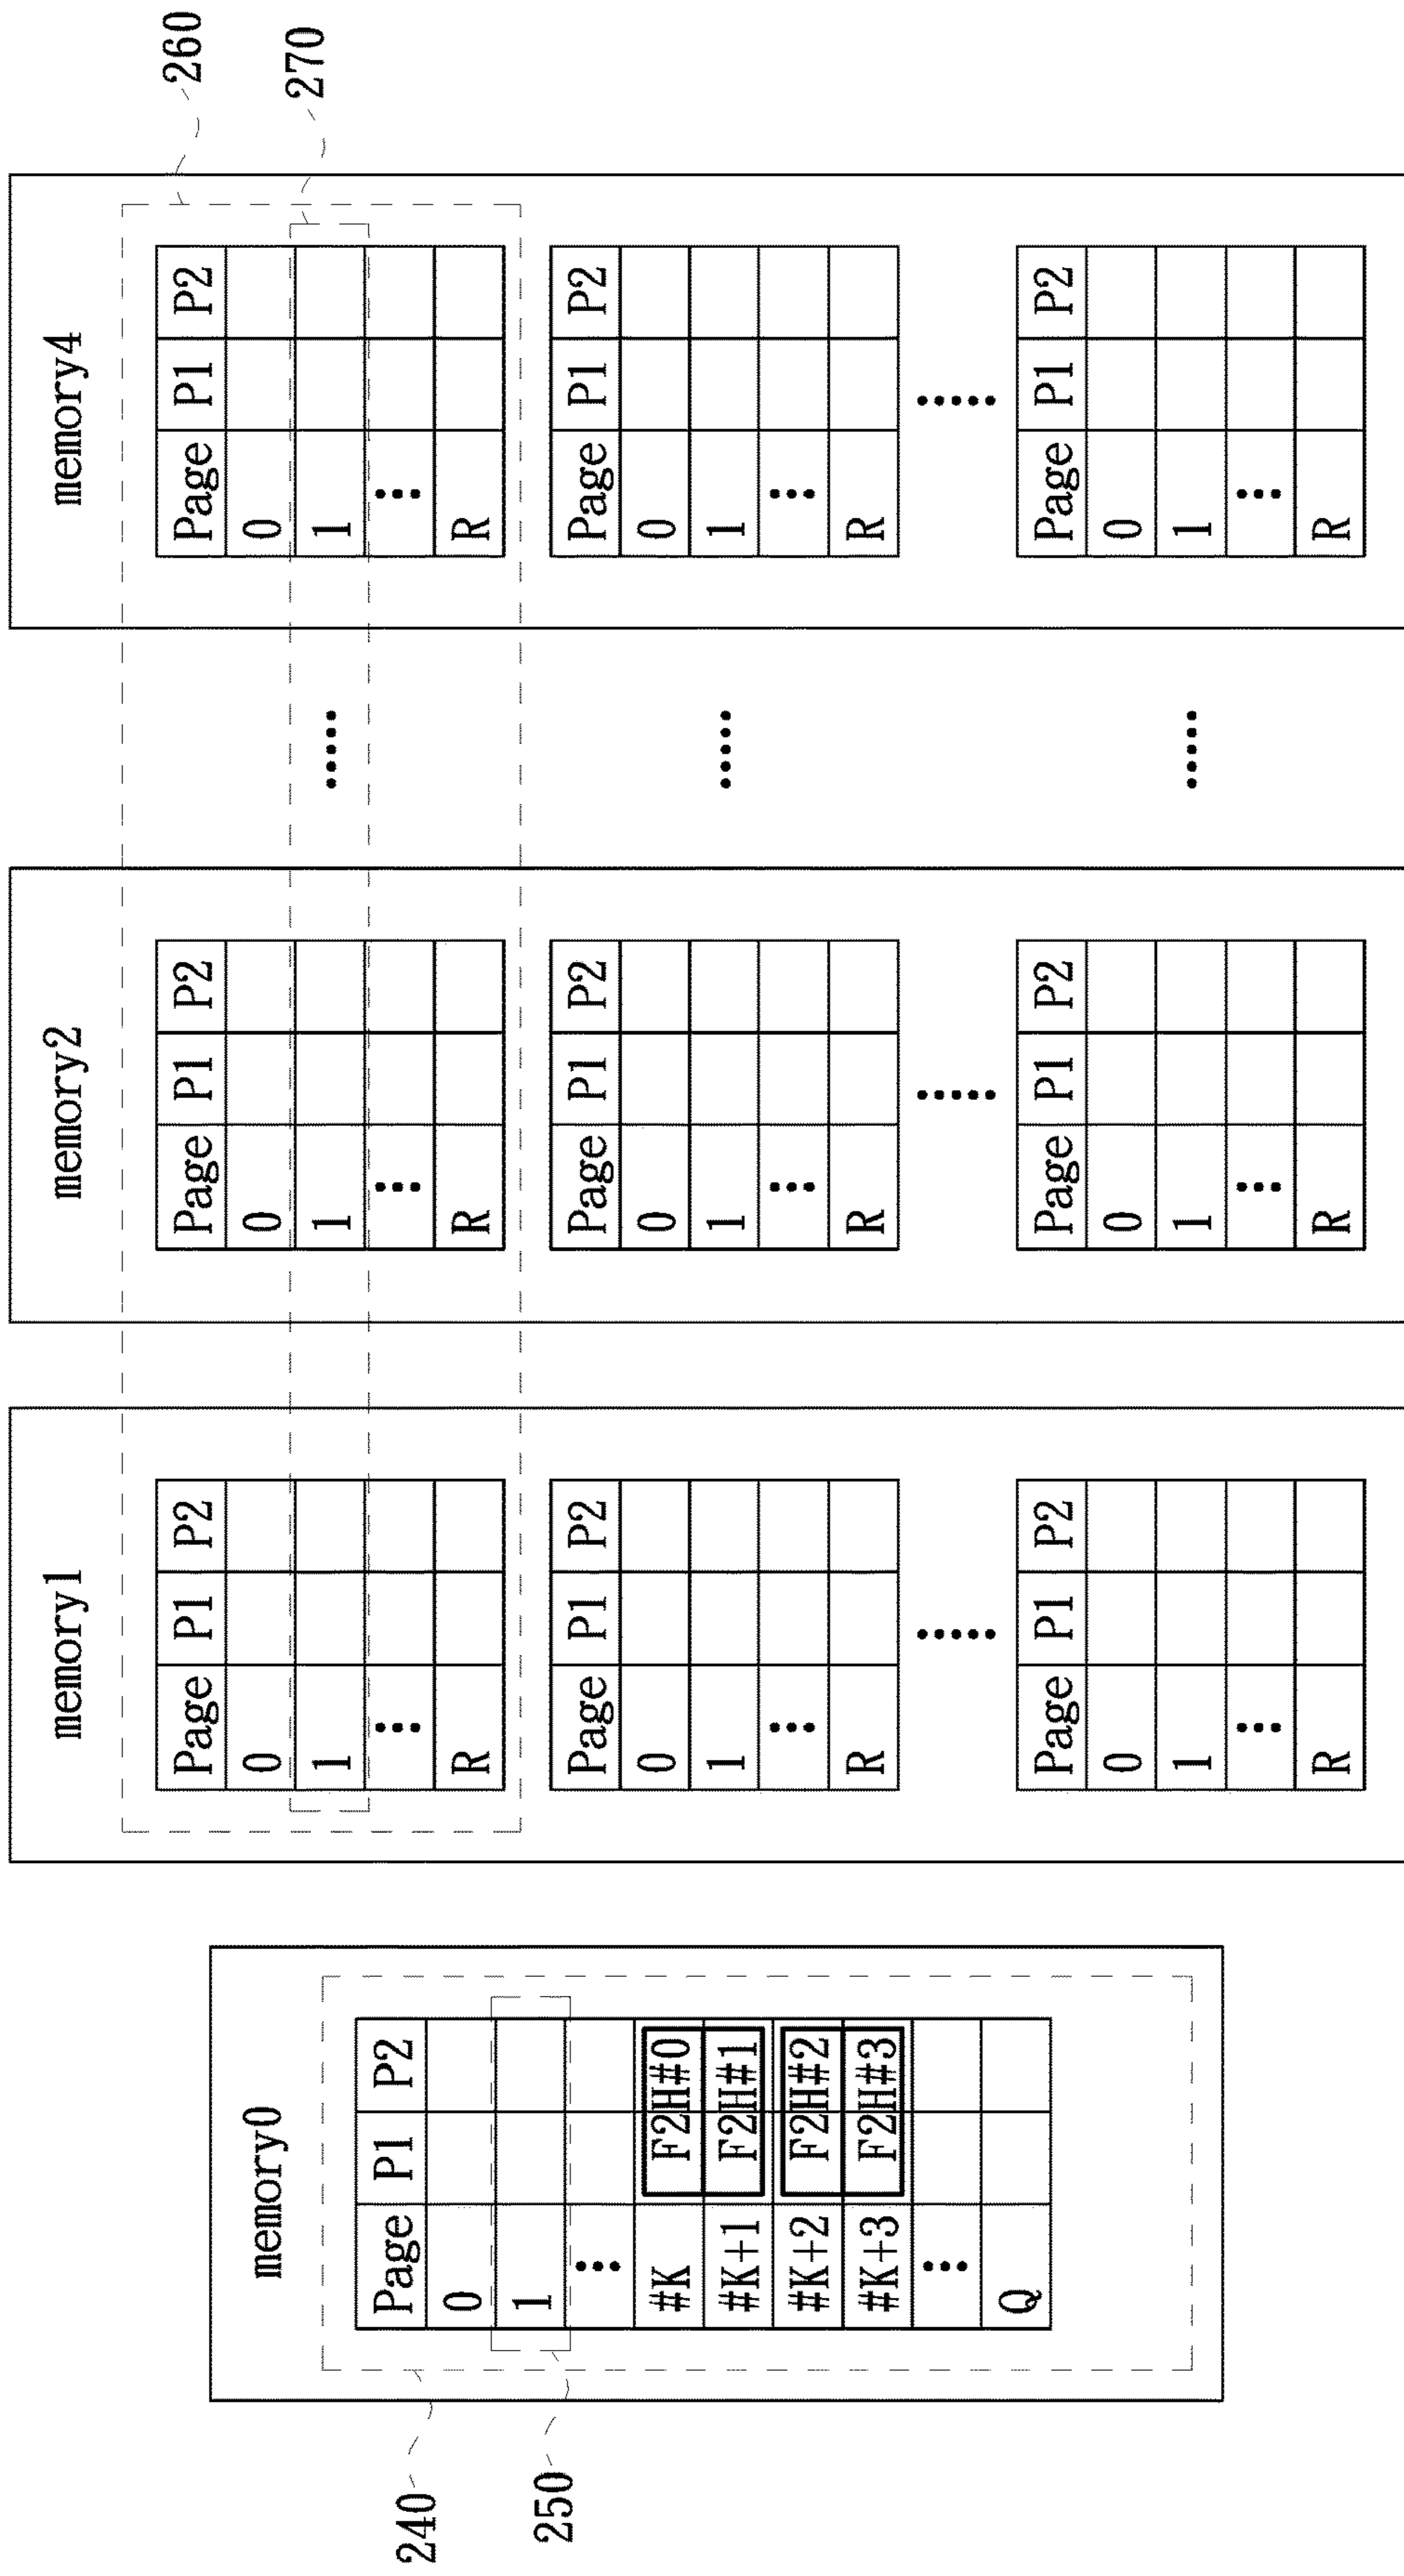 memory0
Page P1 P2
0
1
⋮
#K F2H#0
#K+1 F2H#1
#K+2 F2H#2
#K+3 F2H#3
⋮
Q
240
250
memory1
Page P1 P2
0
1
⋮
R
Page P1 P2
0
1
⋮
R
Page P1 P2
0
1
⋮
R
memory2
Page P1 P2
0
1
⋮
R
Page P1 P2
0
1
⋮
R
Page P1 P2
0
1
⋮
R
memory4
Page P1 P2
0
1
⋮
R
Page P1 P2
0
1
⋮
R
Page P1 P2
0
1
⋮
R
260
270